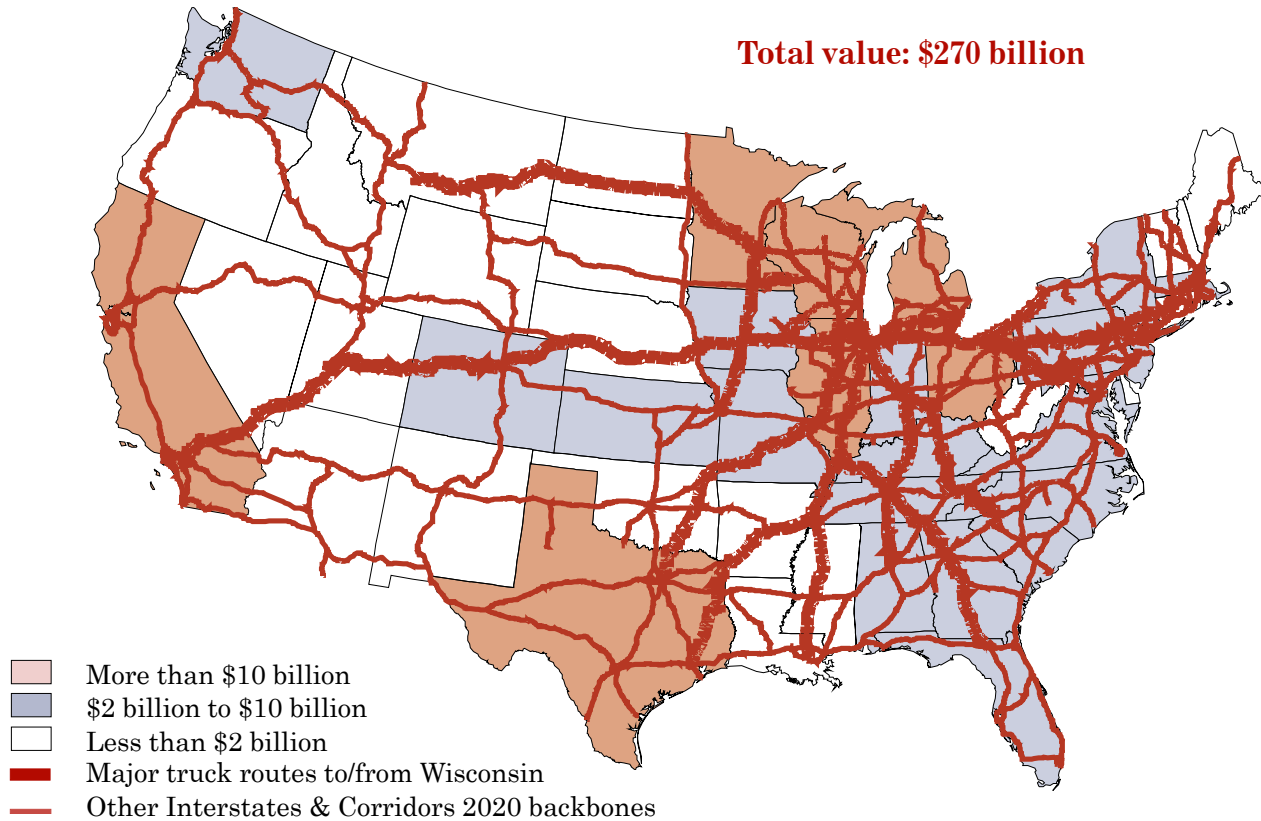 Total value: $270 billion
More than $10 billion
$2 billion to $10 billion
Less than $2 billion
Major truck routes to/from Wisconsin
Other Interstates & Corridors 2020 backbones